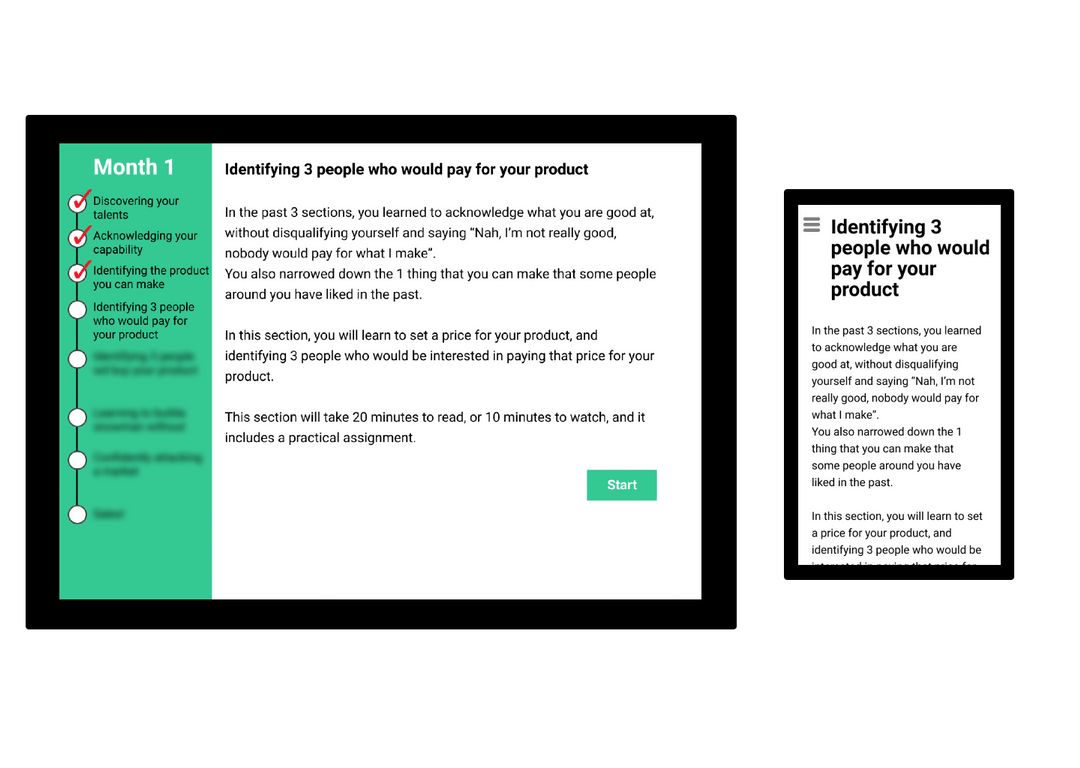 Month 1
Discovering your
talents
Acknowledging your
capability
Identifying the product
you can make
Identifying 3 people
who would pay for
your product
Identifying 3 people who would pay for your product
In the past 3 sections, you learned to acknowledge what you are good at,
without disqualifying yourself and saying “Nah, I’m not really good,
nobody would pay for what I make”.
You also narrowed down the 1 thing that you can make that some people
around you have liked in the past.
In this section, you will learn to set a price for your product, and
identifying 3 people who would be interested in paying that price for your
product.
This section will take 20 minutes to read, or 10 minutes to watch, and it
includes a practical assignment.
Start
Identifying 3
people who would
pay for your
product
In the past 3 sections, you learned
to acknowledge what you are
good at, without disqualifying
yourself and saying “Nah, I’m not
really good, nobody would pay for
what I make”.
You also narrowed down the 1
thing that you can make that
some people around you have
liked in the past.
In this section, you will learn to set
a price for your product, and
identifying 3 people who would be